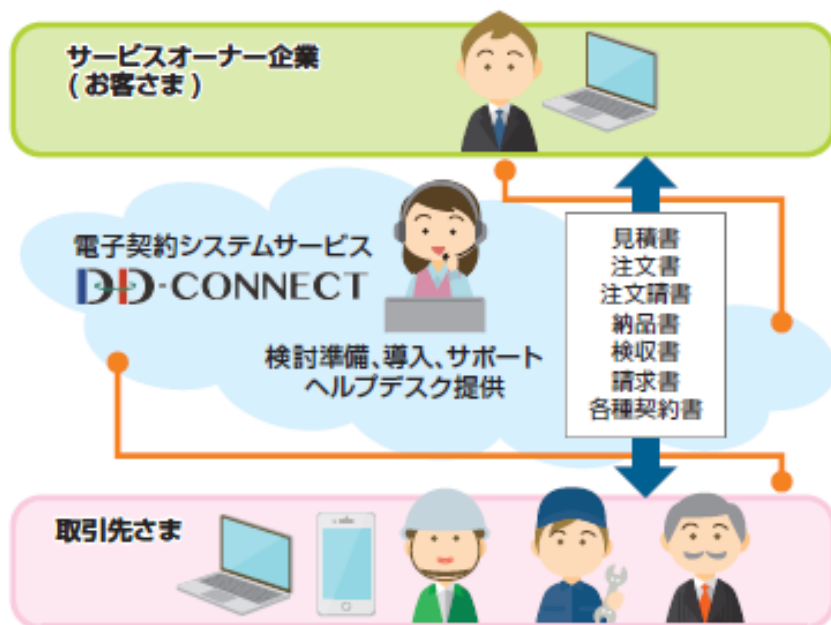 サービスオーナー企業
(お客さま)
電子契約システムサービス
DD-CONNECT
検討準備、導入、サポート
ヘルプデスク提供
見積書
注文書
注文請書
納品書
検収書
請求書
各種契約書
取引先さま